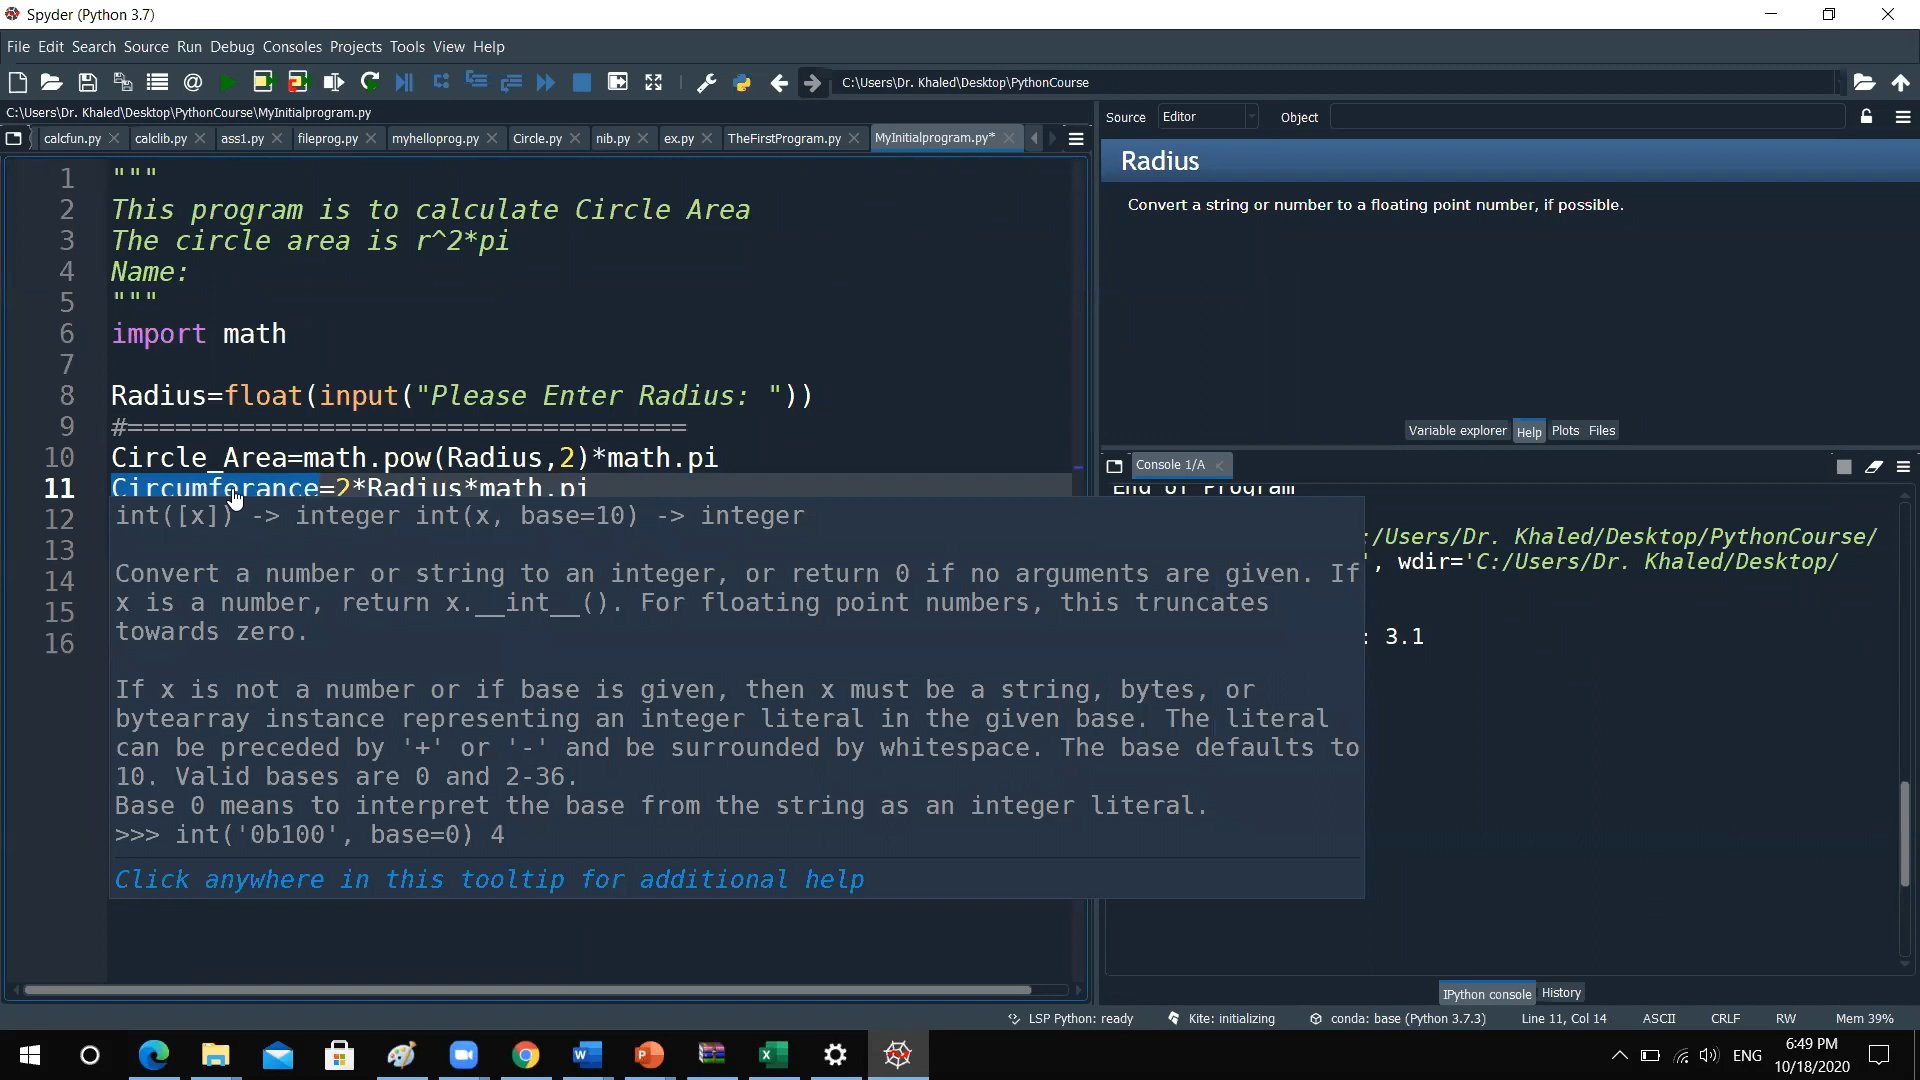 Spyder (Python 3.7)
File Edit Search Source Run Debug Consoles Projects Tools View Help
C:\Users\Dr. Khaled\Desktop\PythonCourse
C:\Users\Dr. Khaled\Desktop\PythonCourse\MyInitialprogram.py
calcfun.py calclib.py ass1.py fileprog.py myhelloprog.py Circle.py nib.py ex.py TheFirstProgram.py MyInitialprogram.py*
1 """
2 This program is to calculate Circle Area
3 The circle area is r^2*pi
4 Name:
5 """
6 import math
7
8 Radius=float(input("Please Enter Radius: "))
9 #===================================
10 Circle_Area=math.pow(Radius,2)*math.pi
11 Circumferance=2*Radius*math.pi
12
13
14
15
16
int([x]) -> integer int(x, base=10) -> integer
Convert a number or string to an integer, or return 0 if no arguments are given. If
x is a number, return x.__int__(). For floating point numbers, this truncates
towards zero.
If x is not a number or if base is given, then x must be a string, bytes, or
bytearray instance representing an integer literal in the given base. The literal
can be preceded by '+' or '-' and be surrounded by whitespace. The base defaults to
10. Valid bases are 0 and 2-36.
Base 0 means to interpret the base from the string as an integer literal.
>>> int('0b100', base=0) 4
Click anywhere in this tooltip for additional help
Source Editor Object
Radius
Convert a string or number to a floating point number, if possible.
Variable explorer Help Plots Files
Console 1/A
End of Program
:/Users/Dr. Khaled/Desktop/PythonCourse/
', wdir='C:/Users/Dr. Khaled/Desktop/
: 3.1
IPython console History
LSP Python: ready Kite: initializing conda: base (Python 3.7.3) Line 11, Col 14 ASCII CRLF RW Mem 39%
ENG
6:49 PM
10/18/2020